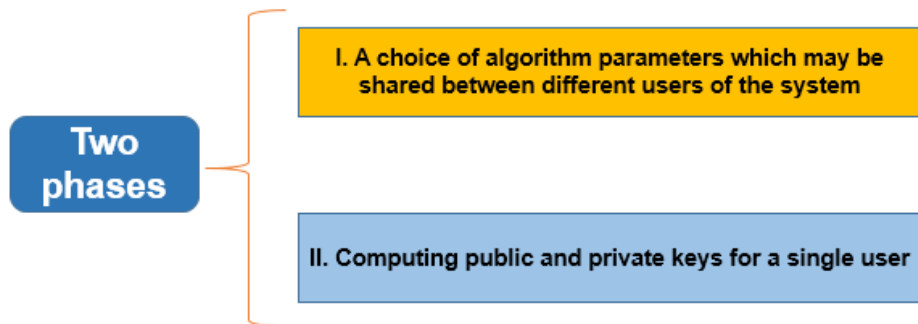 Two
phases
I. A choice of algorithm parameters which may be
shared between different users of the system
II. Computing public and private keys for a single user